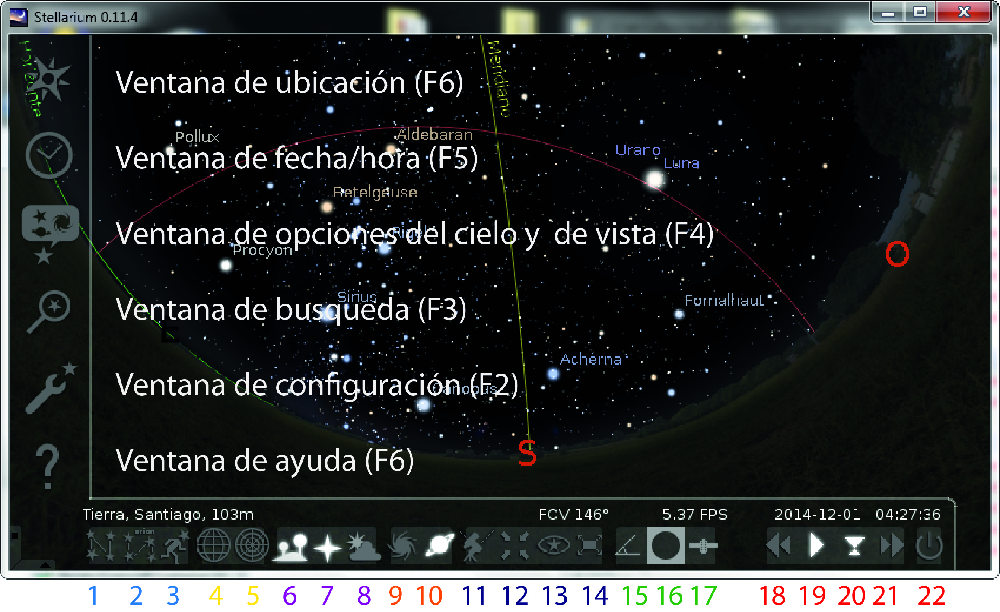 Stellarium 0.11.4
Horizonte
Meridiano
Ventana de ubicación (F6)
Pollux
Aldebaran
Urano
Luna
Ventana de fecha/hora (F5)
Betelgeuse
Rigel
Ventana de opciones del cielo y de vista (F4)
Procyon
O
Sirius
Fomalhaut
Ventana de busqueda (F3)
Achernar
Ventana de configuración (F2)
Canopus
S
Ventana de ayuda (F6)
Tierra, Santiago, 103m FOV 146° 5.37 FPS 2014-12-01 04:27:36
orion
1 2 3 4 5 6 7 8 9 10 11 12 13 14 15 16 17 18 19 20 21 22